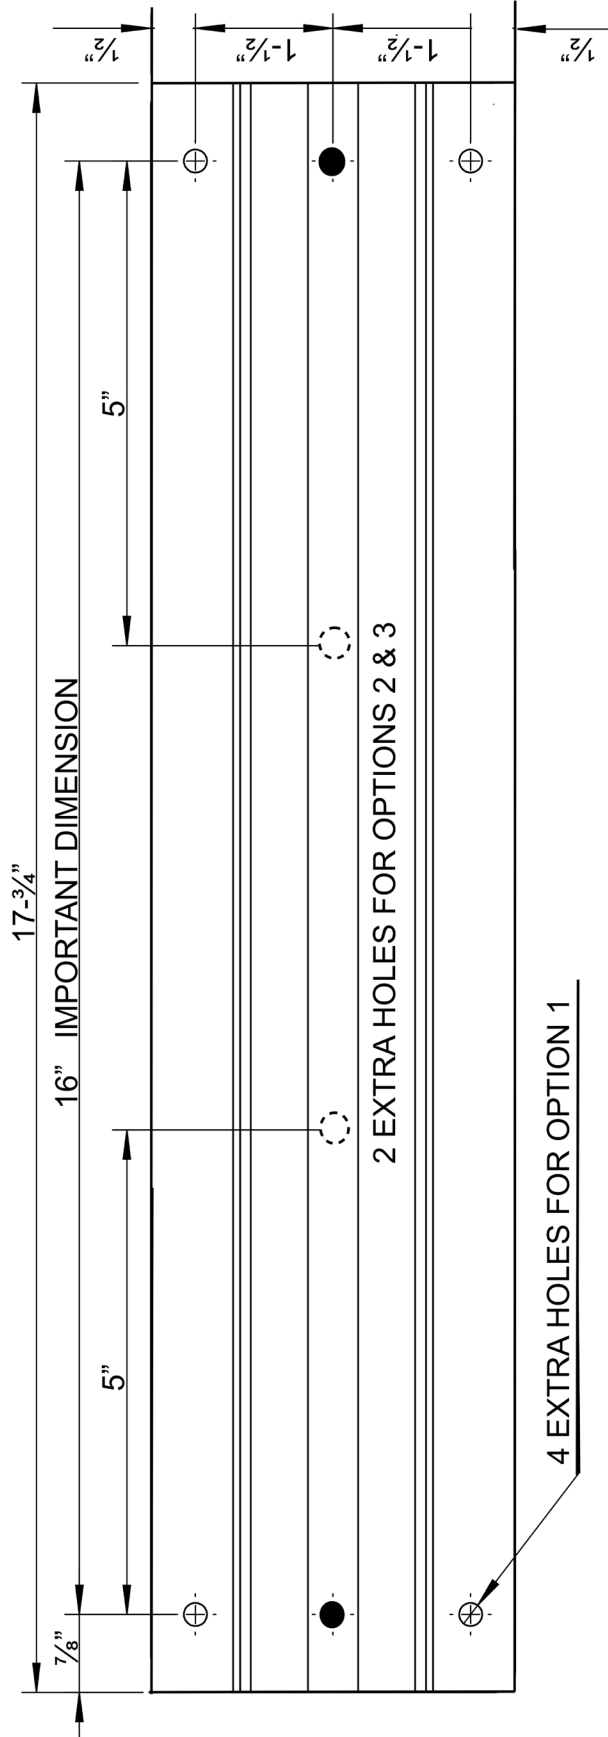 17-¾”
16” IMPORTANT DIMENSION
⅞”
5”
5”
½”
1-½”
1-½”
½”
2 EXTRA HOLES FOR OPTIONS 2 & 3
4 EXTRA HOLES FOR OPTION 1